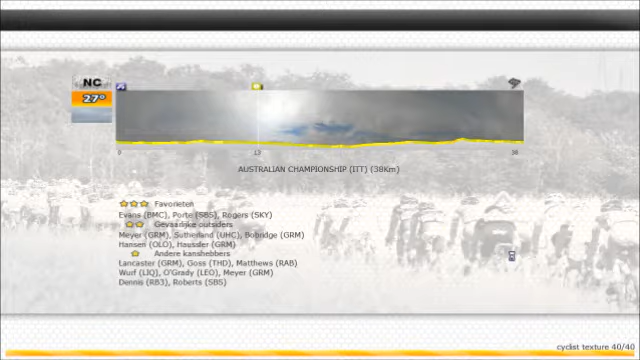 NC
27°
0
13
38
AUSTRALIAN CHAMPIONSHIP (ITT) (38Km)
Favorieten
Evans (BMC), Porte (SBS), Rogers (SKY)
Gevaarlijke outsiders
Meyer (GRM), Sutherland (UHC), Bobridge (GRM)
Hansen (OLO), Haussler (GRM)
Andere kanshebbers
Lancaster (GRM), Goss (THD), Matthews (RAB)
Wurf (LIQ), O'Grady (LEO), Meyer (GRM)
Dennis (RB3), Roberts (SBS)
cyclist texture 40/40